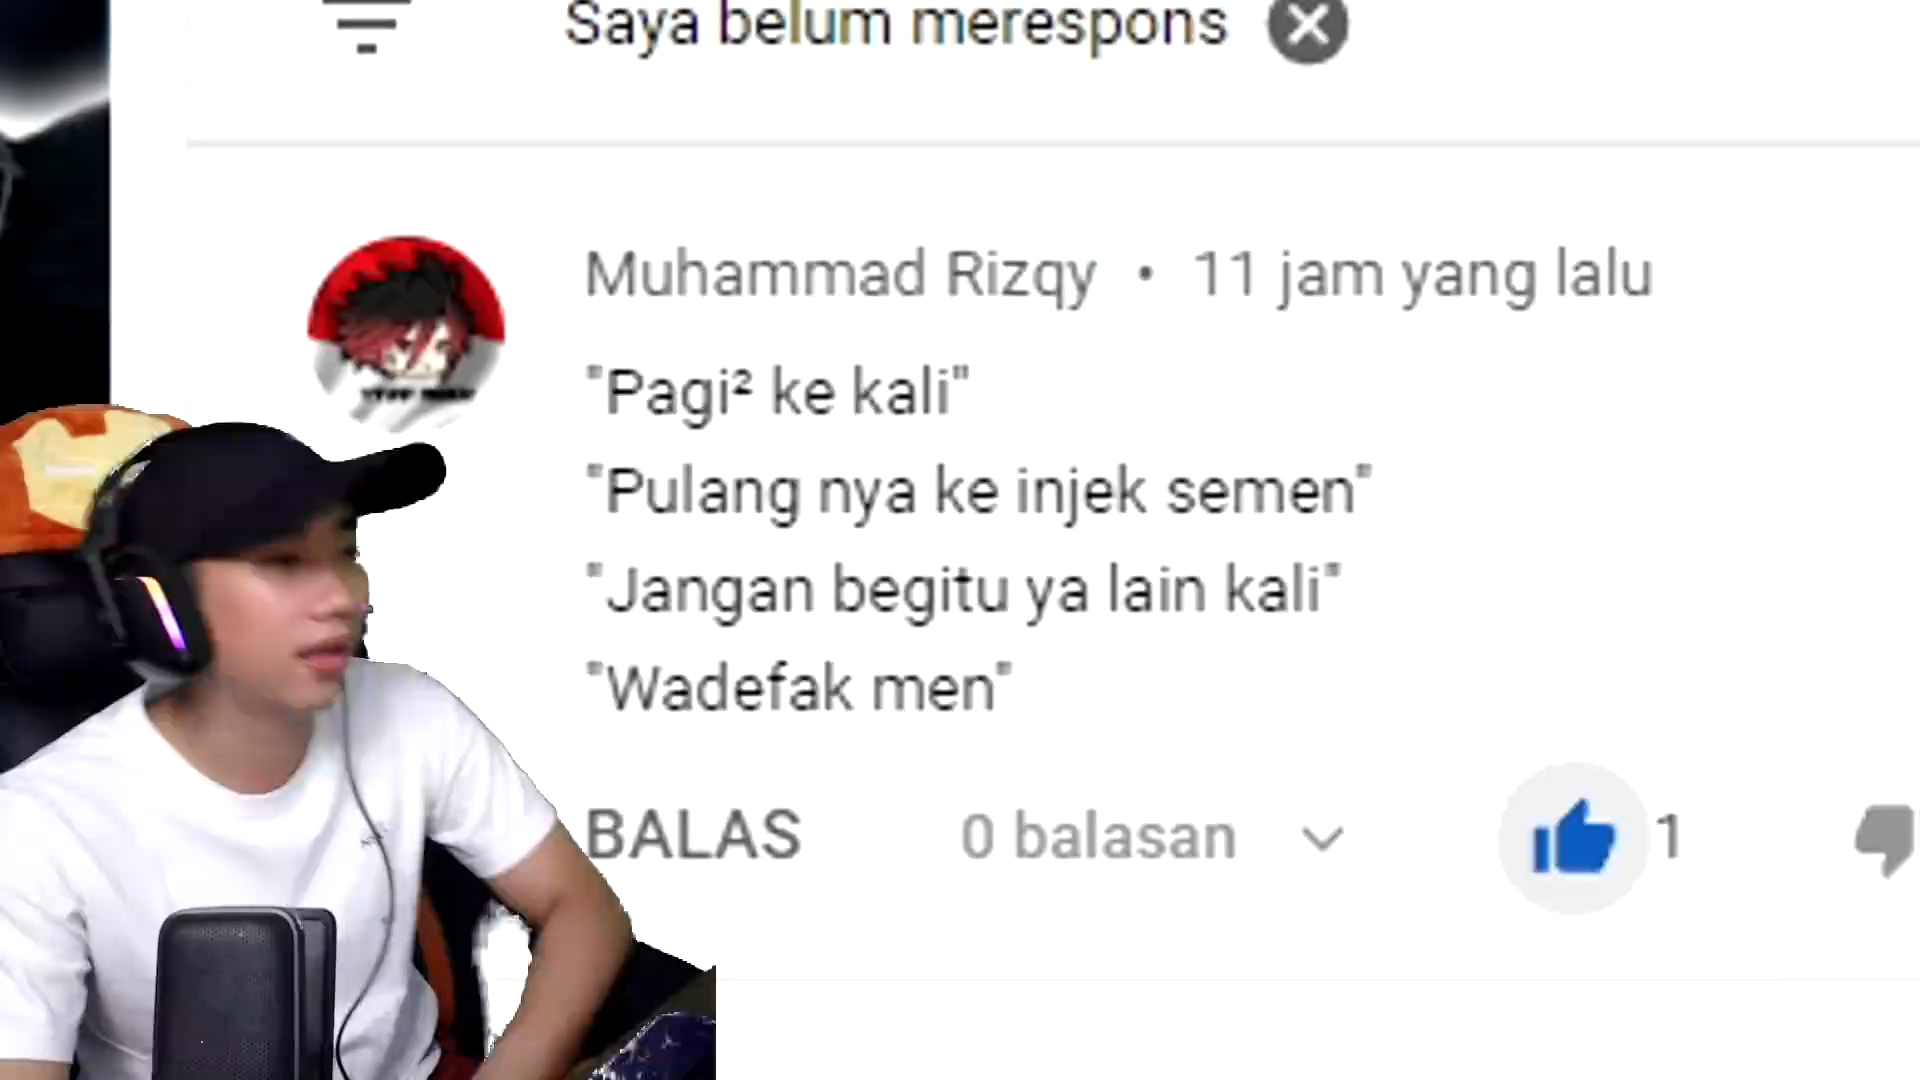 Saya belum merespons
Muhammad Rizqy • 11 jam yang lalu
"Pagi² ke kali"
"Pulang nya ke injek semen"
"Jangan begitu ya lain kali"
"Wadefak men"
BALAS 0 balasan 1